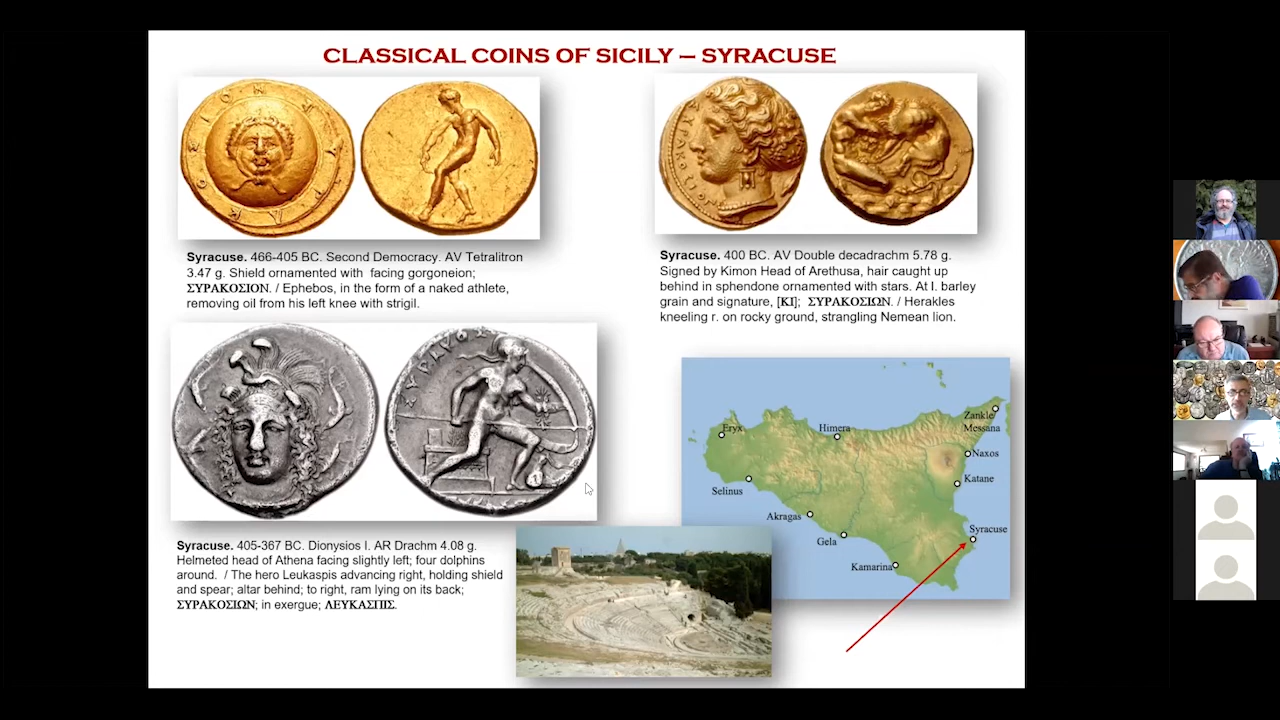 CLASSICAL COINS OF SICILY – SYRACUSE
Syracuse. 466-405 BC. Second Democracy. AV Tetralitron
3.47 g. Shield ornamented with facing gorgoneion;
ΣΥΡΑΚΟΣΙΟΝ. / Ephebos, in the form of a naked athlete,
removing oil from his left knee with strigil.
Syracuse. 400 BC. AV Double decadrachm 5.78 g.
Signed by Kimon Head of Arethusa, hair caught up
behind in sphendone ornamented with stars. At l. barley
grain and signature, [KI]; ΣΥΡΑΚΟΣΙΩΝ. / Herakles
kneeling r. on rocky ground, strangling Nemean lion.
Syracuse. 405-367 BC. Dionysios I. AR Drachm 4.08 g.
Helmeted head of Athena facing slightly left; four dolphins
around. / The hero Leukaspis advancing right, holding shield
and spear; altar behind; to right, ram lying on its back;
ΣΥΡΑΚΟΣΙΩΝ; in exergue; ΛΕΥΚΑΣΠΙΣ.
Eryx
Himera
Zankle
Messana
Naxos
Katane
Selinus
Akragas
Gela
Syracuse
Kamarina